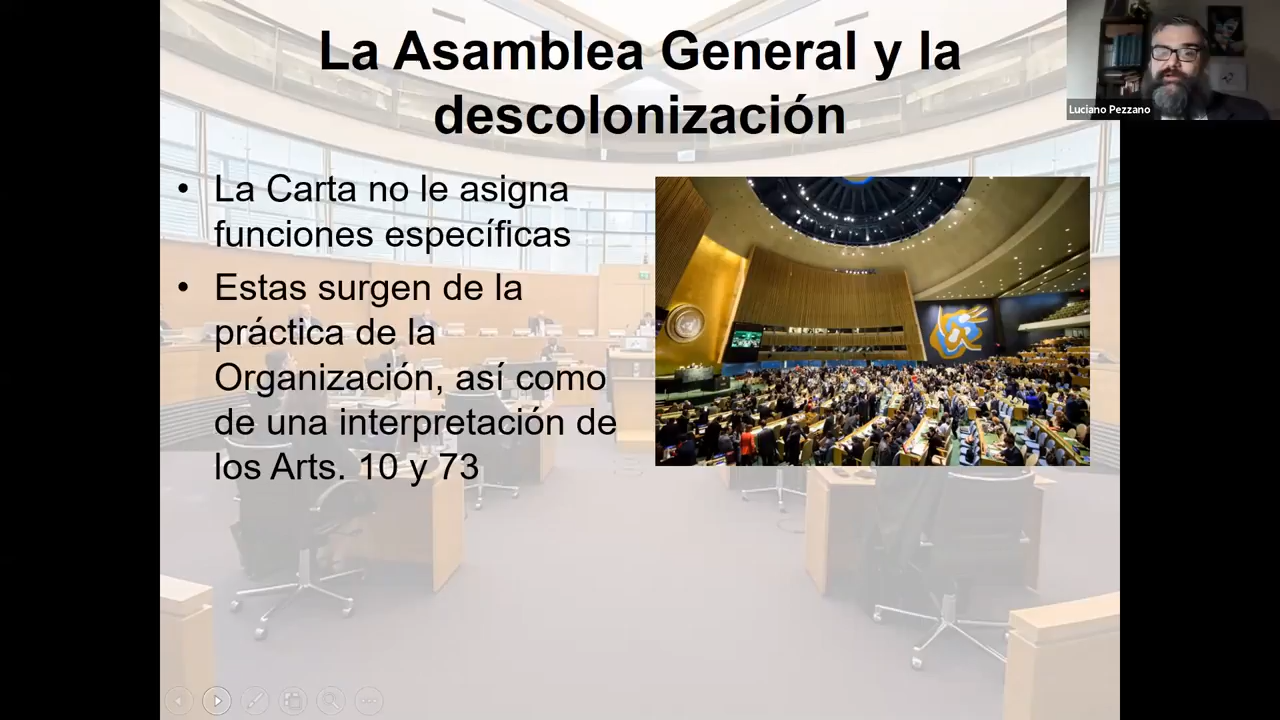 La Asamblea General y la
descolonización
Luciano Pezzano
• La Carta no le asigna
funciones específicas
• Estas surgen de la
práctica de la
Organización, así como
de una interpretación de
los Arts. 10 y 73